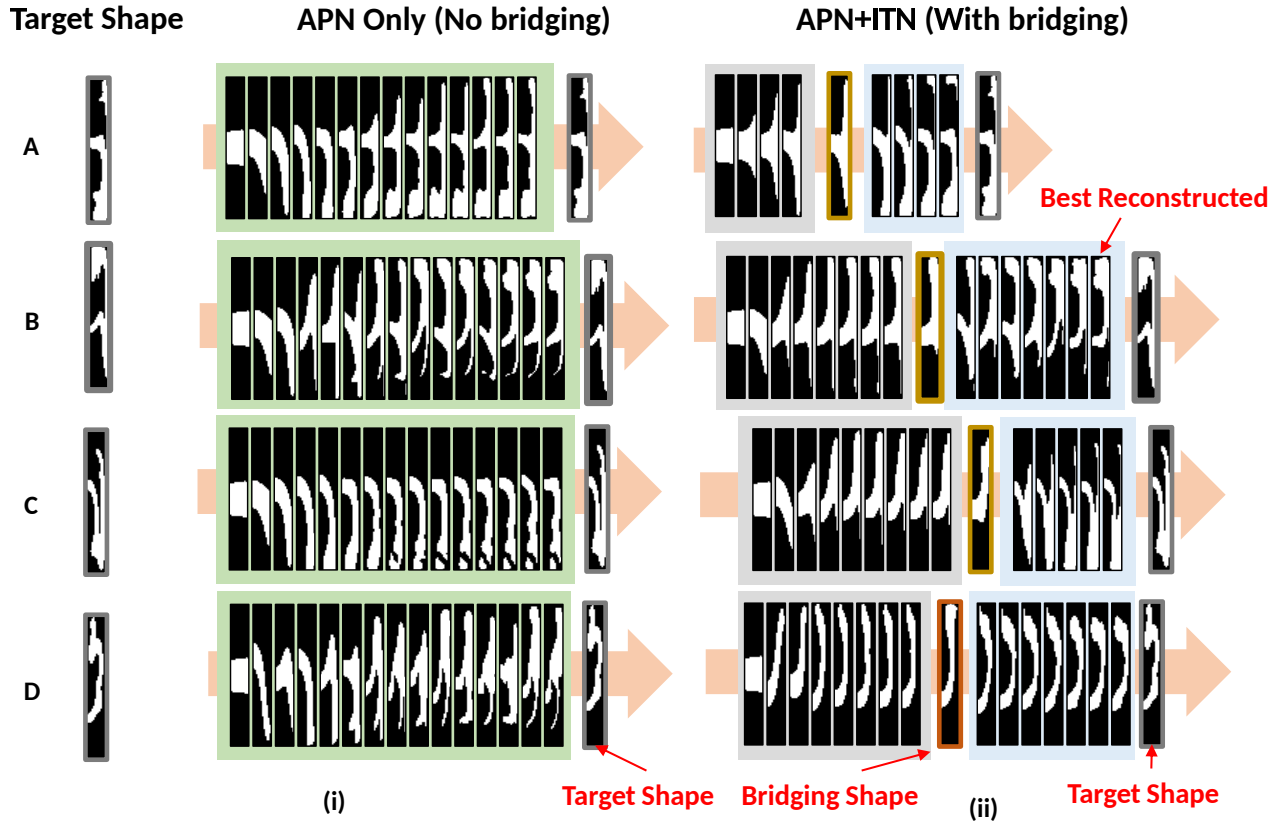 Target Shape
APN Only (No bridging)
APN+ITN (With bridging)
A
Best Reconstructed
B
C
D
Target Shape
Bridging Shape
Target Shape
(i)
(ii)